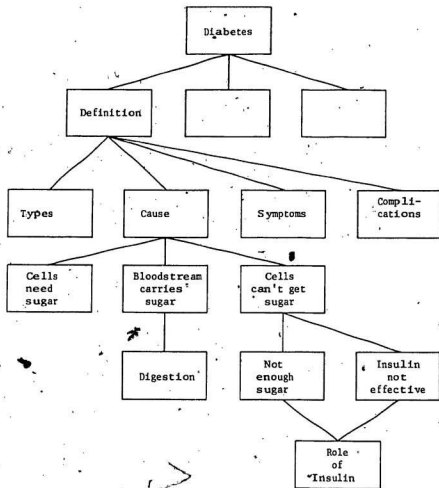 Diabetes
Definition
Types
Cause
Symptoms
Compli-
cations
Cells
need
sugar
Bloodstream
carries
sugar
Cells
can't get
sugar
Digestion
Not
enough
sugar
Insulin
not
effective
Role
of
Insulin